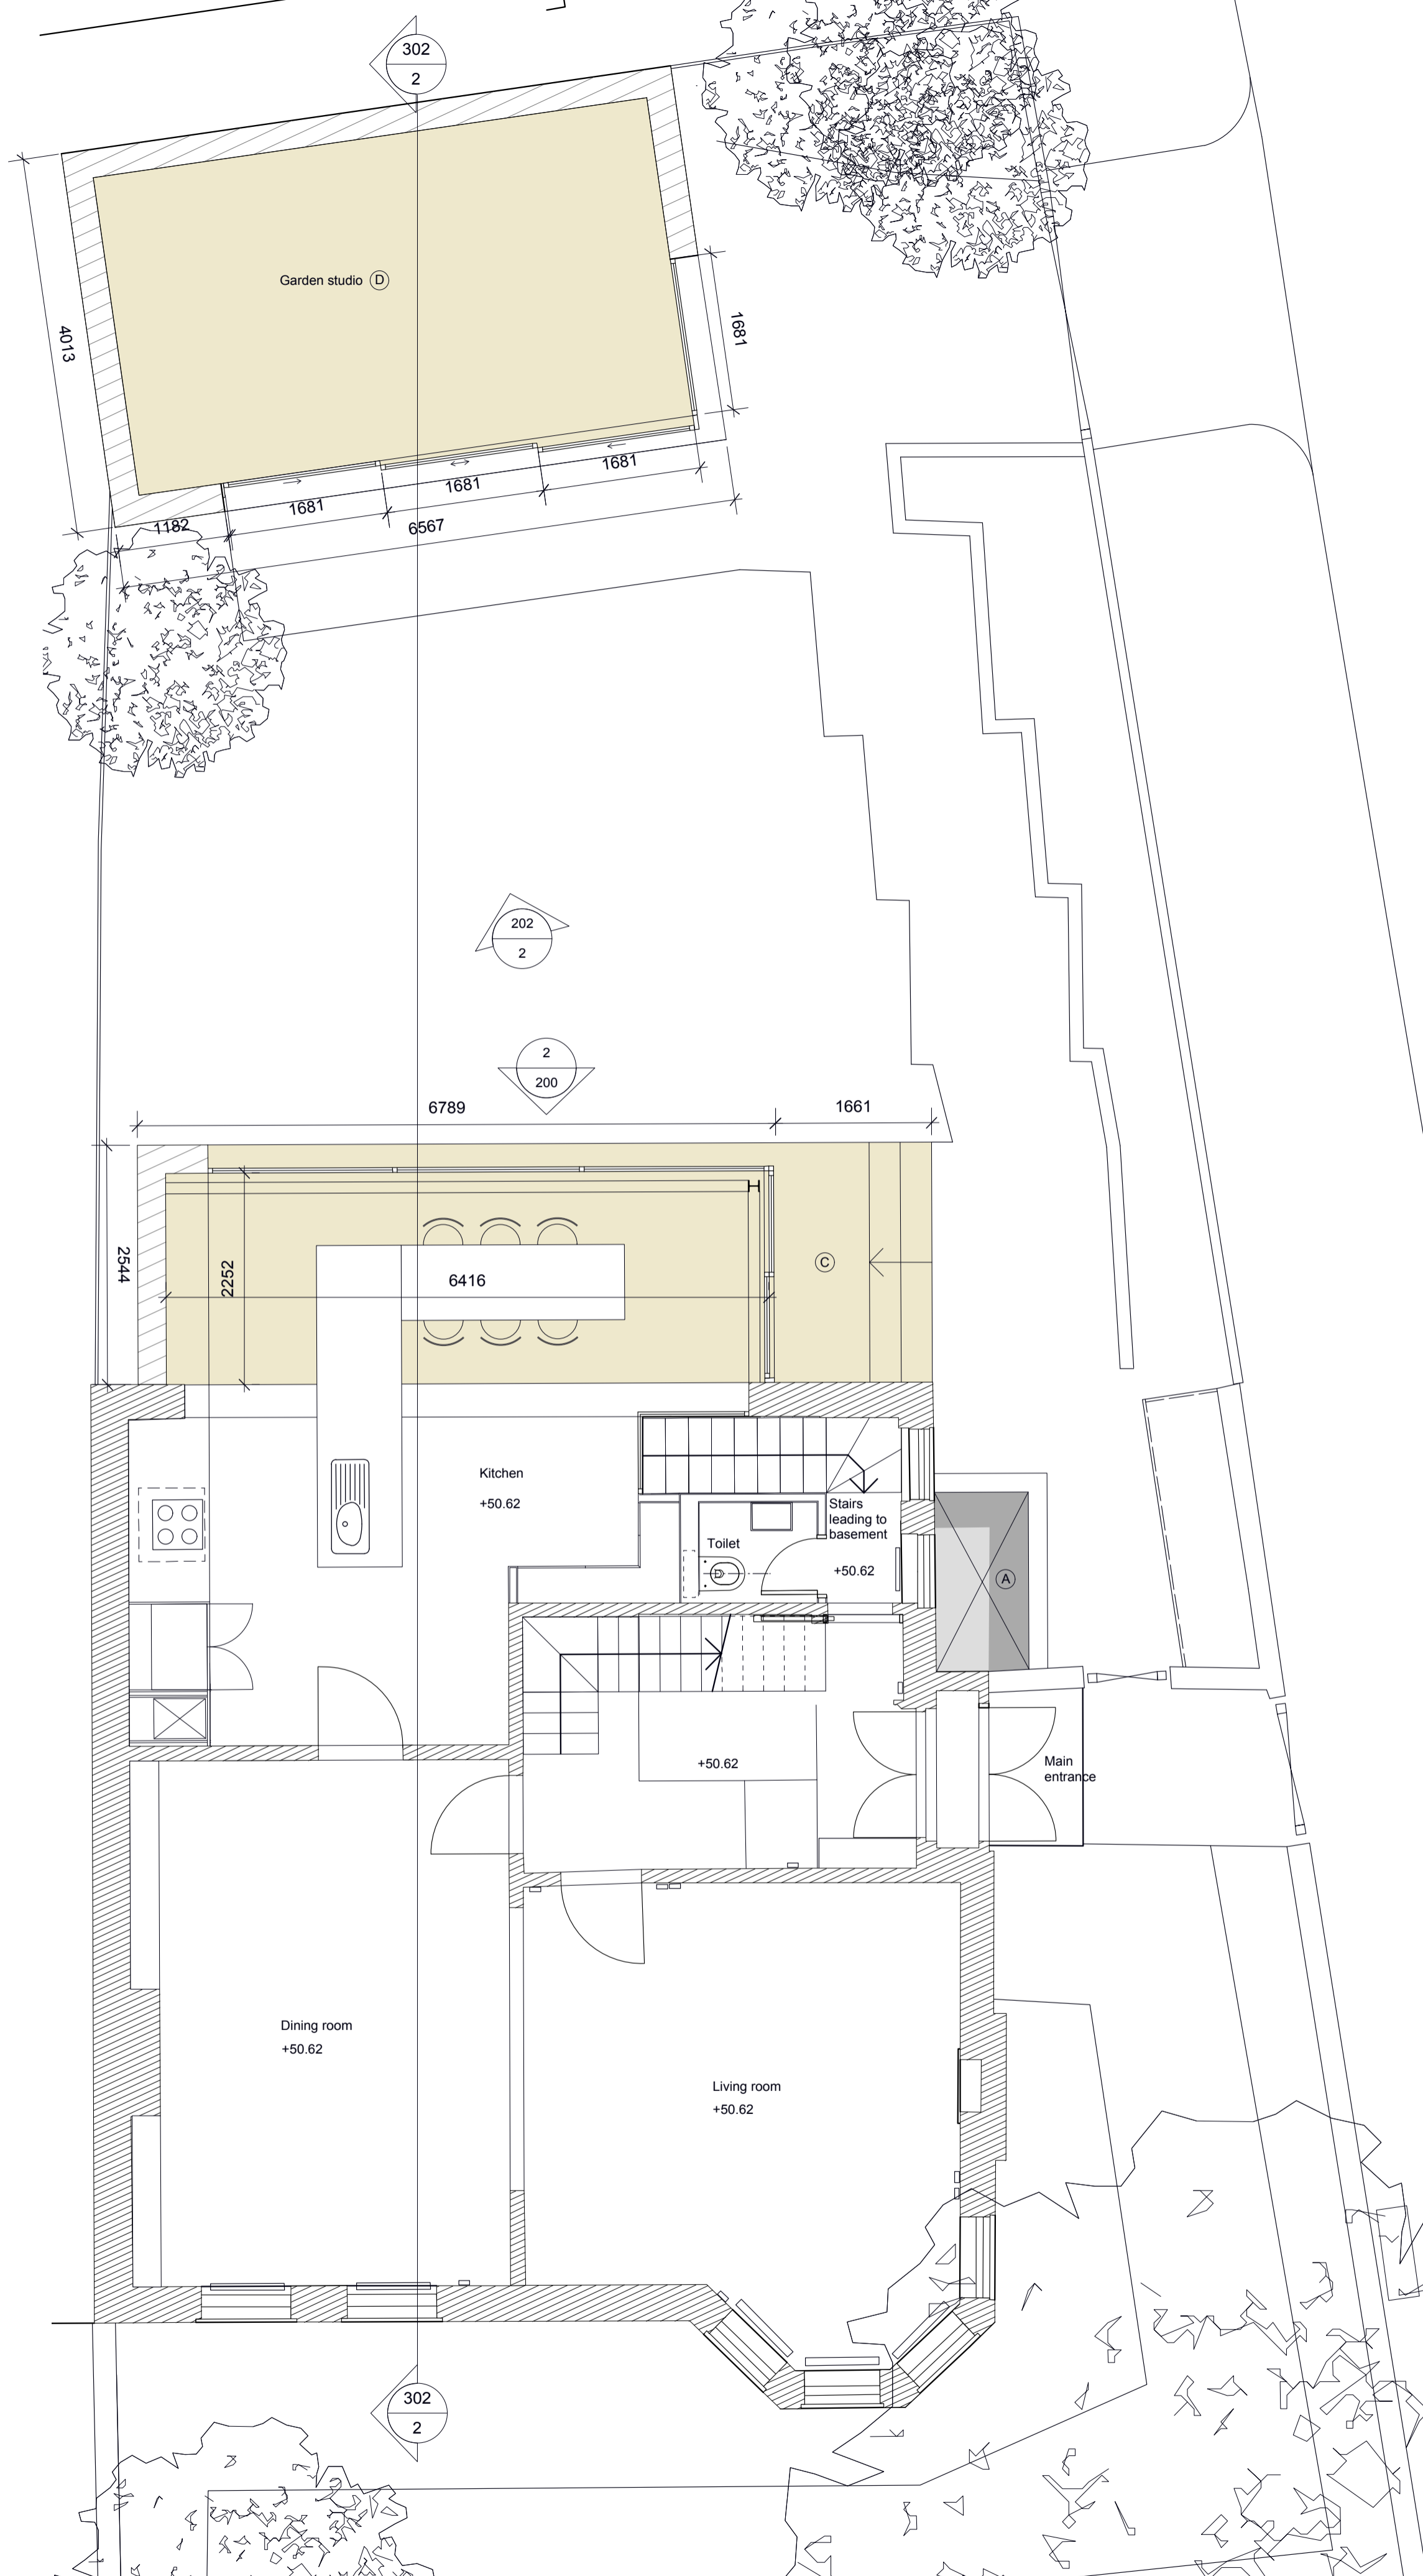 302
2
Garden studio D
4013
1681
1681
1681
1681
1182
6567
202
2
2
200
6789
1661
2544
2252
6416
C
Kitchen
+50.62
Stairs
leading to
basement
Toilet
+50.62
A
+50.62
Main
entrance
Dining room
+50.62
Living room
+50.62
302
2